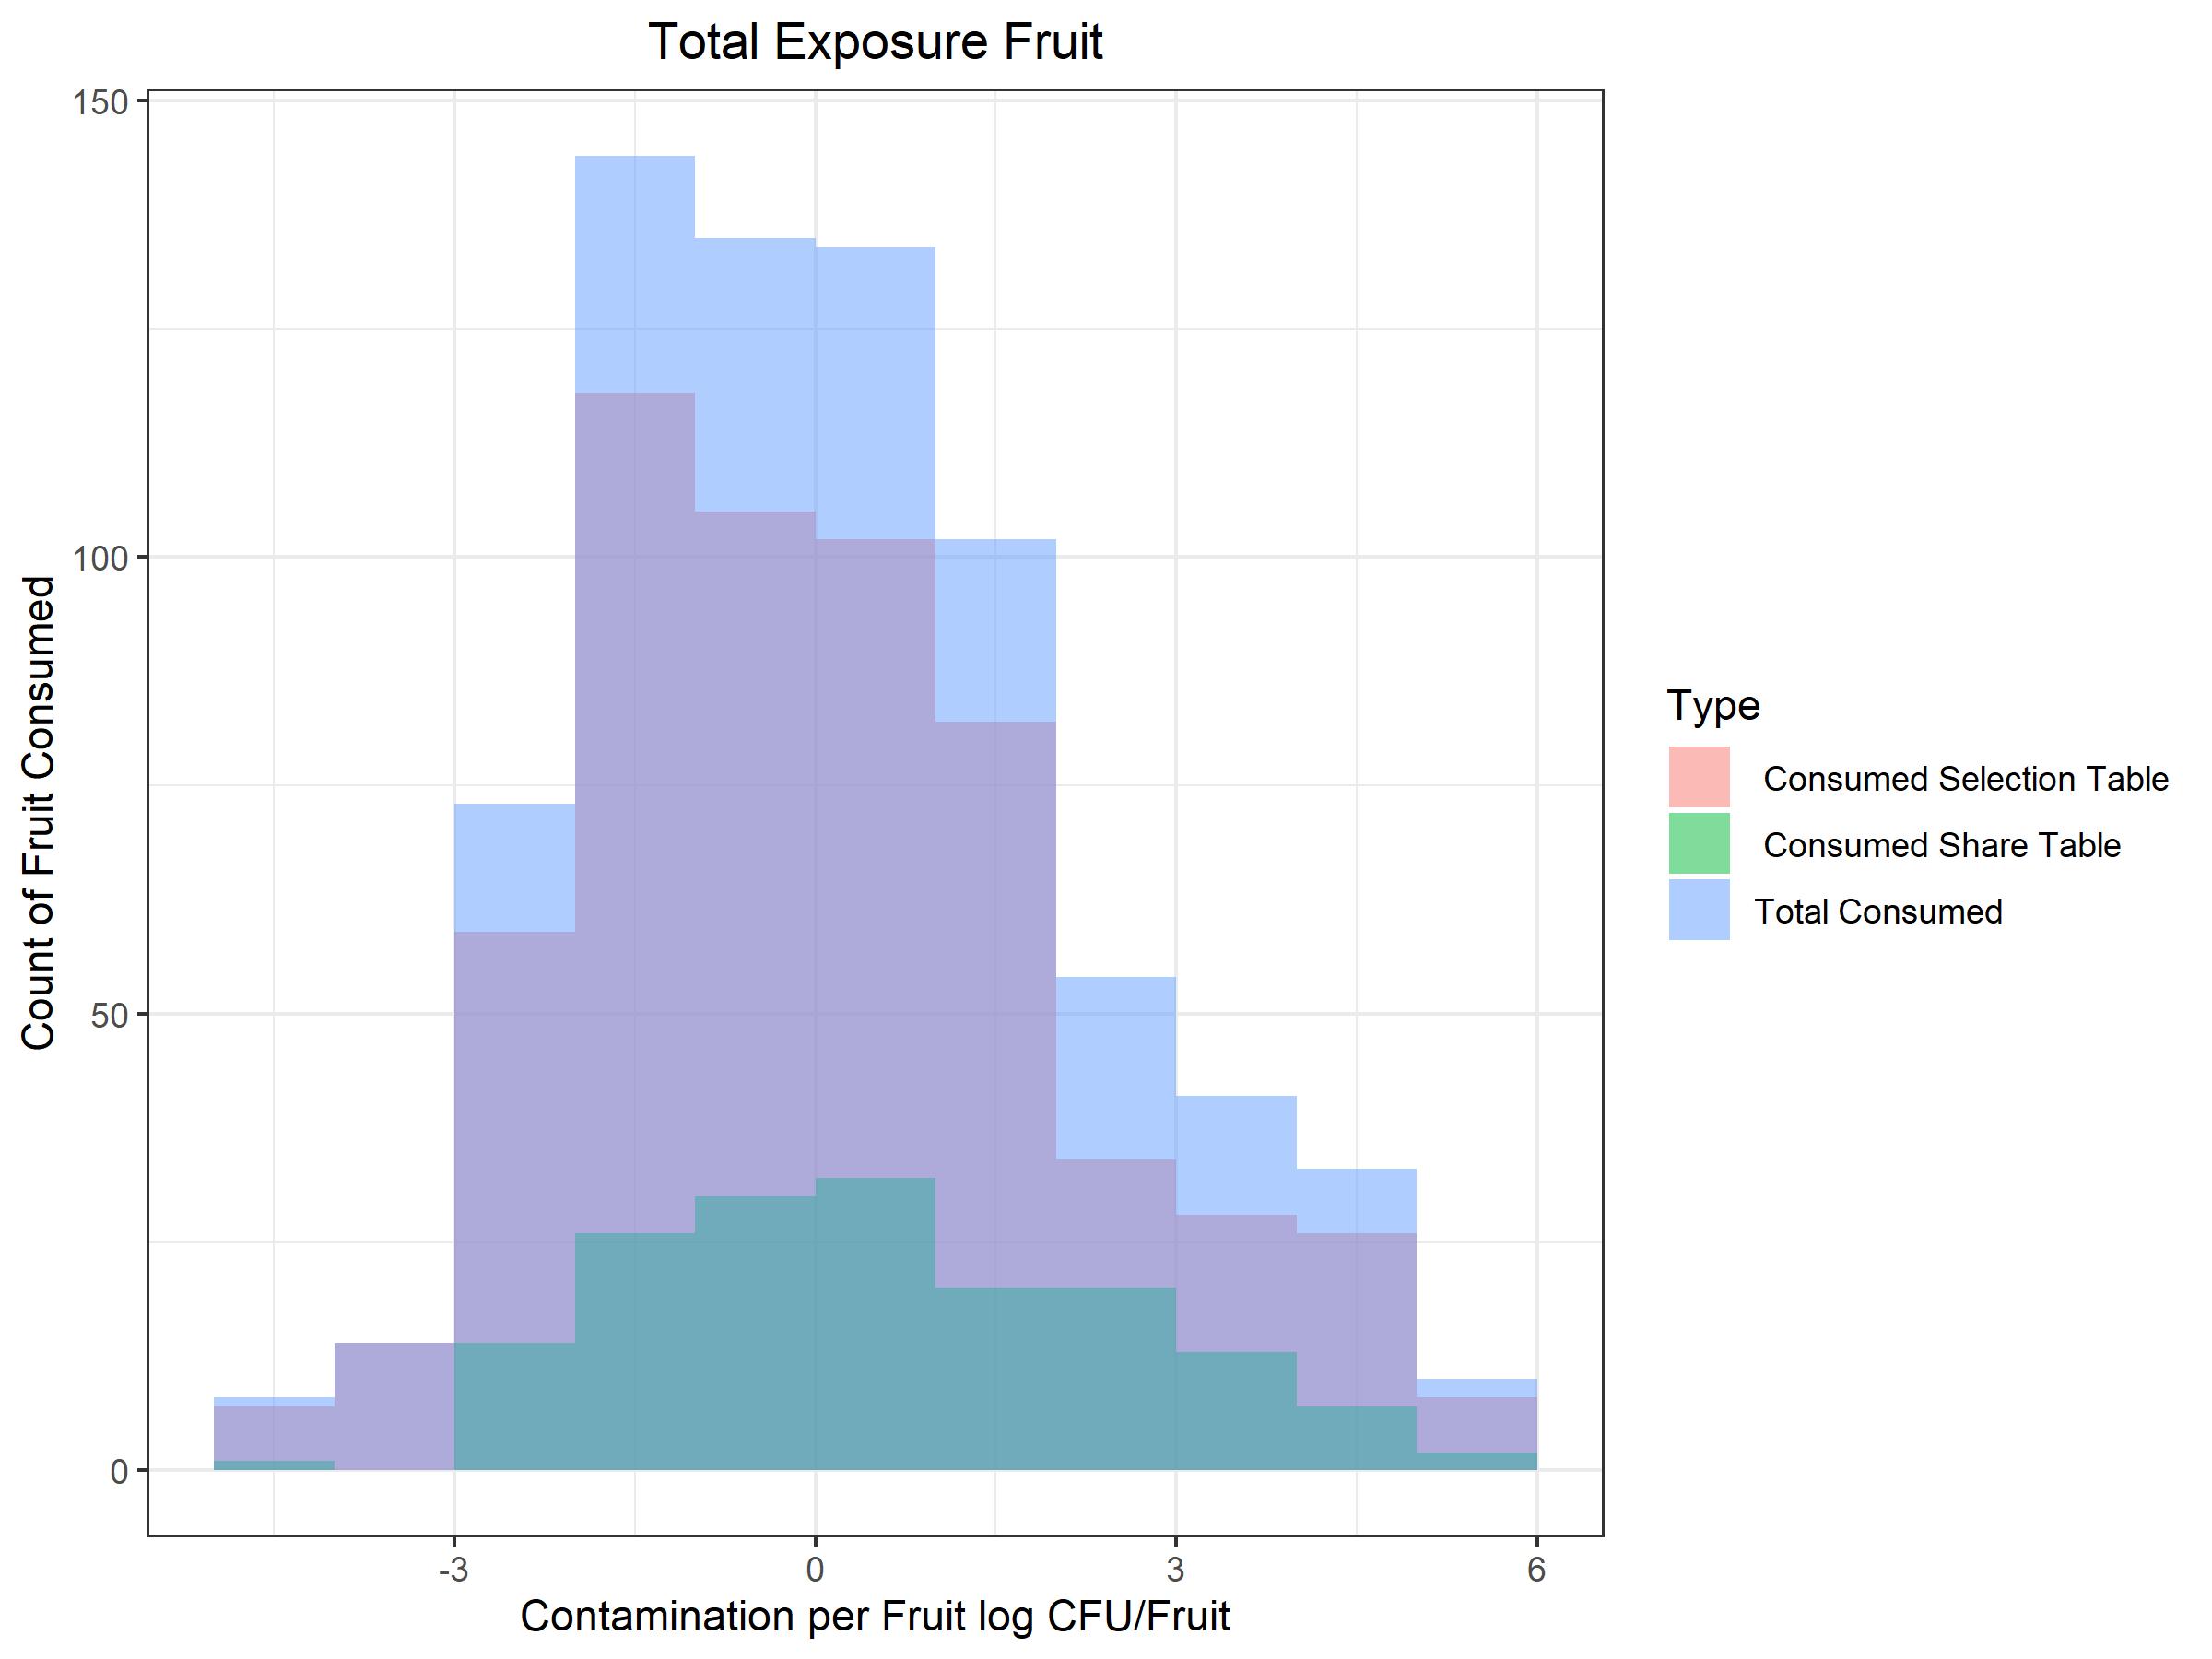 Total Exposure Fruit
150
100
50
0
Count of Fruit Consumed
-3
0
3
6
Contamination per Fruit log CFU/Fruit
Type
Consumed Selection Table
Consumed Share Table
Total Consumed